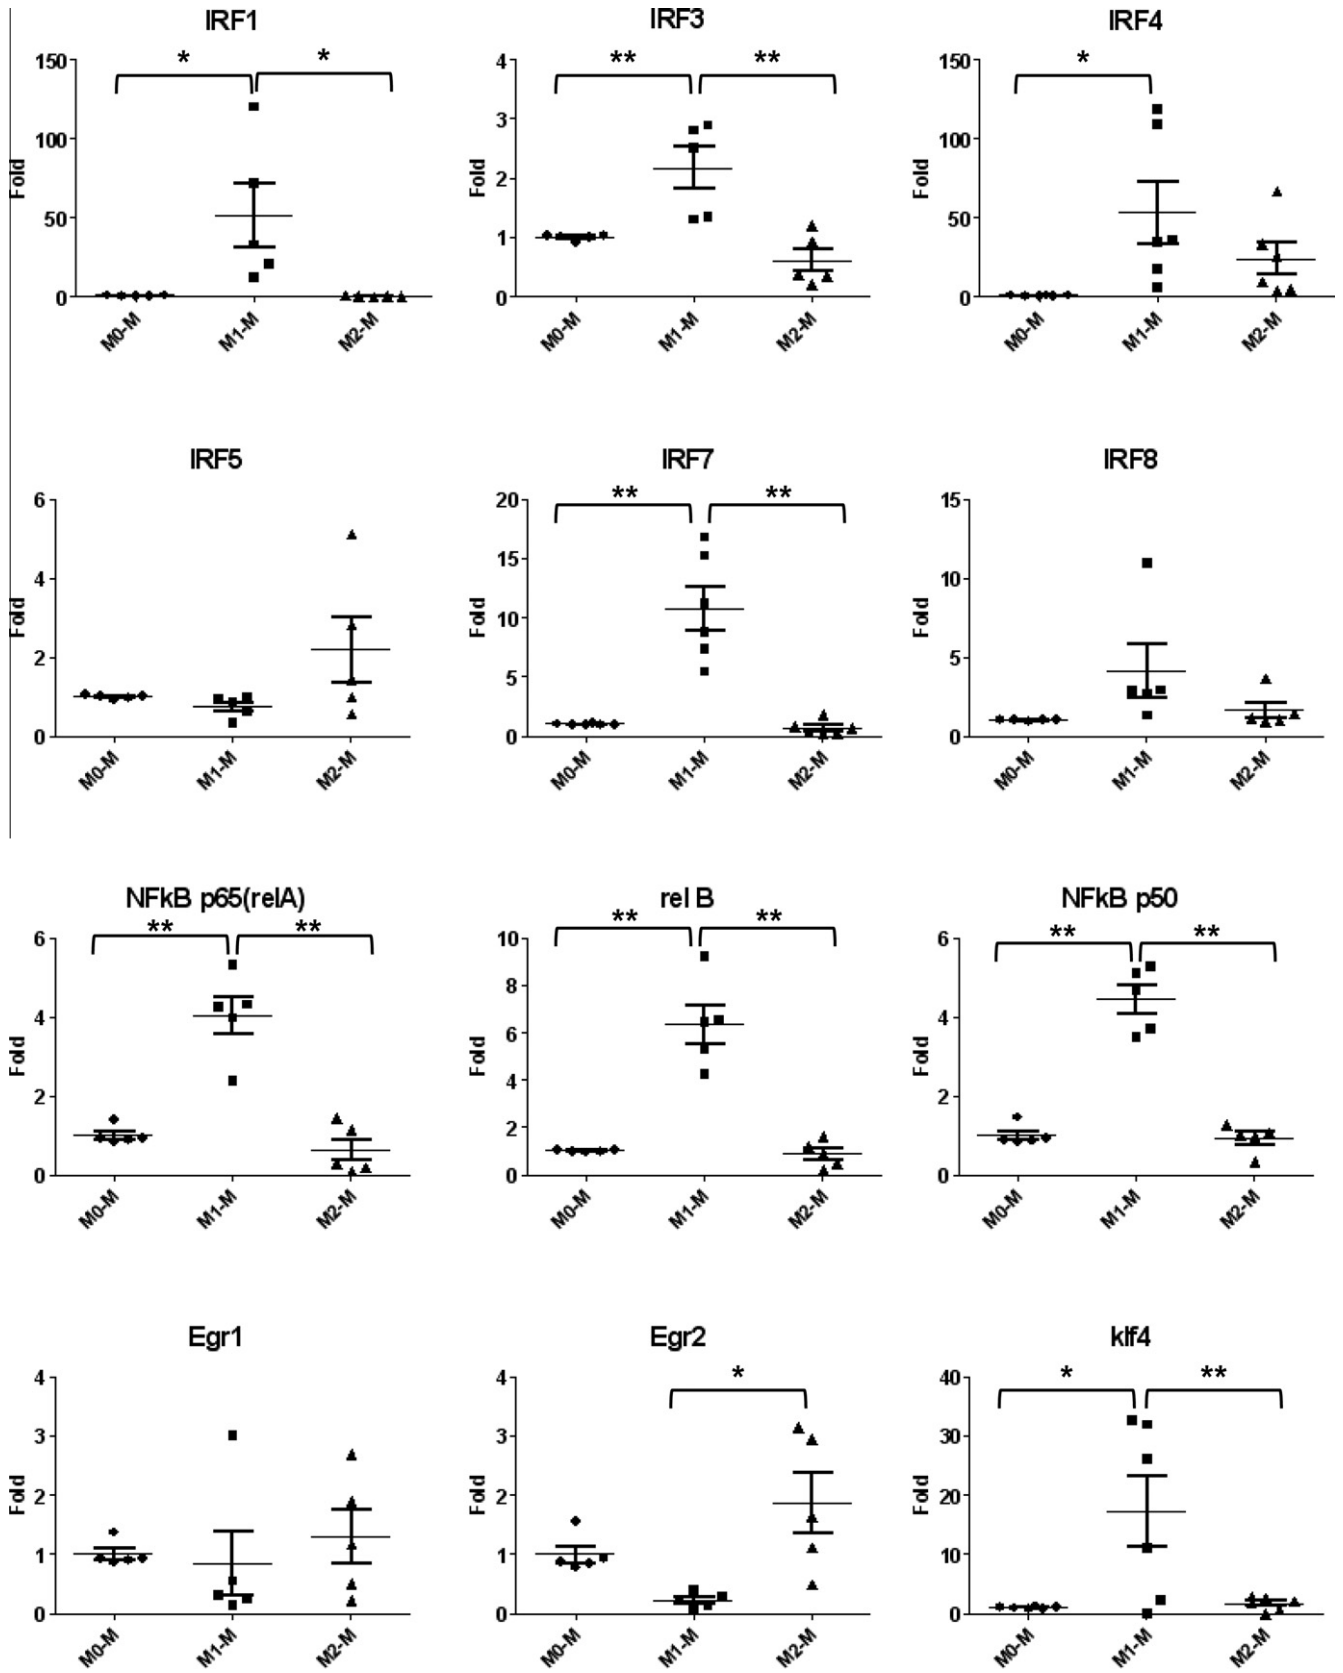 IRF1
* *
150
100
50
0
Fold
M0-M M1-M M2-M
IRF3
** **
4
3
2
1
0
Fold
M0-M M1-M M2-M
IRF4
*
150
100
50
0
Fold
M0-M M1-M M2-M
IRF5
6
4
2
0
Fold
M0-M M1-M M2-M
IRF7
** **
20
15
10
5
0
Fold
M0-M M1-M M2-M
IRF8
15
10
5
0
Fold
M0-M M1-M M2-M
NFkB p65(relA)
** **
6
4
2
0
Fold
M0-M M1-M M2-M
rel B
** **
10
8
6
4
2
0
Fold
M0-M M1-M M2-M
NFkB p50
** **
6
4
2
0
Fold
M0-M M1-M M2-M
Egr1
4
3
2
1
0
Fold
M0-M M1-M M2-M
Egr2
*
4
3
2
1
0
Fold
M0-M M1-M M2-M
klf4
* **
40
30
20
10
0
Fold
M0-M M1-M M2-M